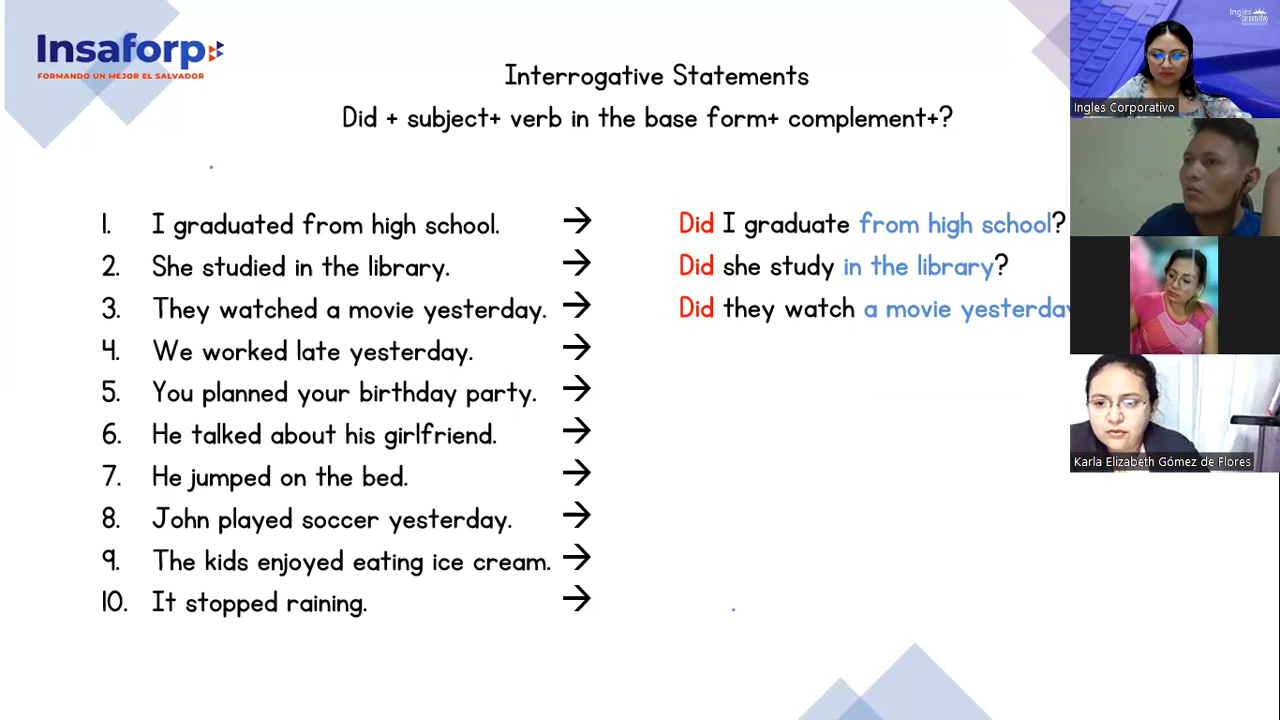 Insaforp
FORMANDO UN MEJOR EL SALVADOR
Interrogative Statements
Did + subject+ verb in the base form+ complement+?
1. I graduated from high school. → Did I graduate from high school?
2. She studied in the library. → Did she study in the library?
3. They watched a movie yesterday. → Did they watch a movie yesterday
4. We worked late yesterday. →
5. You planned your birthday party. →
6. He talked about his girlfriend. →
7. He jumped on the bed. →
8. John played soccer yesterday. →
9. The kids enjoyed eating ice cream. →
10. It stopped raining. →
Ingles
Corporativo
Ingles Corporativo
Karla Elizabeth Gómez de Flores